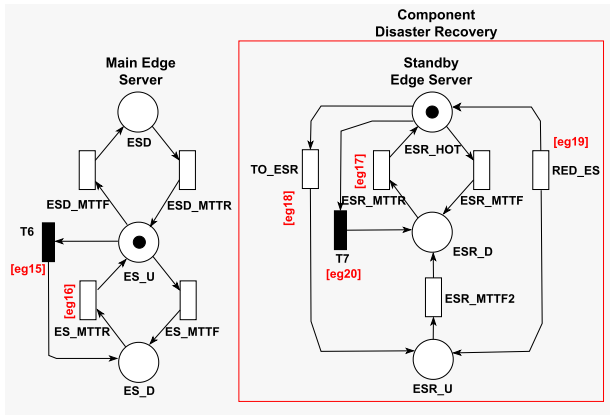 Component
Disaster Recovery
Main Edge
Server
Standby
Edge Server
ESD
ESR_HOT
[eg19]
TO_ESR
[eg17]
RED_ES
ESD_MTTF
ESD_MTTR
[eg18]
ESR_MTTR
ESR_MTTF
T6
ESR_D
[eg15]
T7
[eg20]
ES_U
[eg16]
ESR_MTTF2
ES_MTTR
ES_MTTF
ES_D
ESR_U